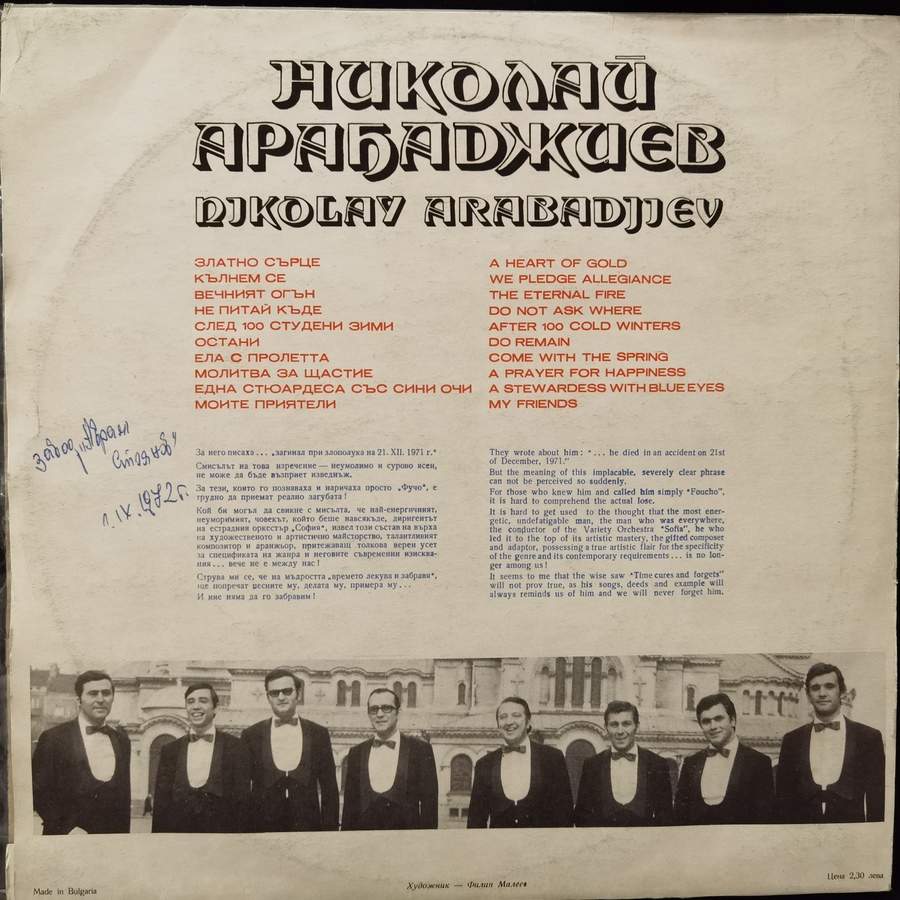 НИКОЛАЙ
АРАБАДЖИЕВ
NIKOLAY ARABADJIEV
ЗЛАТНО СЪРЦЕ
КЪЛНЕМ СЕ
ВЕЧНИЯТ ОГЪН
НЕ ПИТАЙ КЪДЕ
СЛЕД 100 СТУДЕНИ ЗИМИ
ОСТАНИ
ЕЛА С ПРОЛЕТТА
МОЛИТВА ЗА ЩАСТИЕ
ЕДНА СТЮАРДЕСА СЪС СИНИ ОЧИ
МОИТЕ ПРИЯТЕЛИ
A HEART OF GOLD
WE PLEDGE ALLEGIANCE
THE ETERNAL FIRE
DO NOT ASK WHERE
AFTER 100 COLD WINTERS
DO REMAIN
COME WITH THE SPRING
A PRAYER FOR HAPPINESS
A STEWARDESS WITH BLUE EYES
MY FRIENDS
завод „Аврам
Стоянов"
1.IX.1972 г.
За него писаха... „загинал при злополука на 21. XII. 1971 г."
Смисълът на това изречение — неумолимо и сурово ясен,
не може да бъде възприет изведнъж.
За тези, които го познаваха и наричаха просто „Фучо", е
трудно да приемат реално загубата!
Кой би могъл да свикне с мисълта, че най-енергичният,
неуморимият, човекът, който беше навсякъде, диригентът
на естрадния оркестър „София", извел този състав на върха
на художественото и артистично майсторство, талантливият
композитор и аранжьор, притежаващ толкова верен усет
за спецификата на жанра и неговите съвременни изисква-
ния... вече не е между нас!
Струва ми се, че на мъдростта „времето лекува и забравя",
ще попречат песните му, делата му, примера му...
И ние няма да го забравим!
They wrote about him: "... he died in an accident on 21st
of December, 1971."
But the meaning of this implacable, severely clear phrase
can not be perceived so suddenly.
For those who knew him and called him simply "Foucho",
it is hard to comprehend the actual lose.
It is hard to get used to the thought that the most ener-
getic, undefatigable man, the man who was everywhere,
the conductor of the Variety Orchestra "Sofia", he who
led it to the top of its artistic mastery, the gifted composer
and adaptor, possessing a true artistic flair for the specificity
of the genre and its contemporary requirements... is no lon-
ger among us!
It seems to me that the wise saw "Time cures and forgets"
will not prov true, as his songs, deeds and example will
always reminds us of him and we will never forget him.
Made in Bulgaria
Художник — Филип Малеев
Цена 2,30 лева